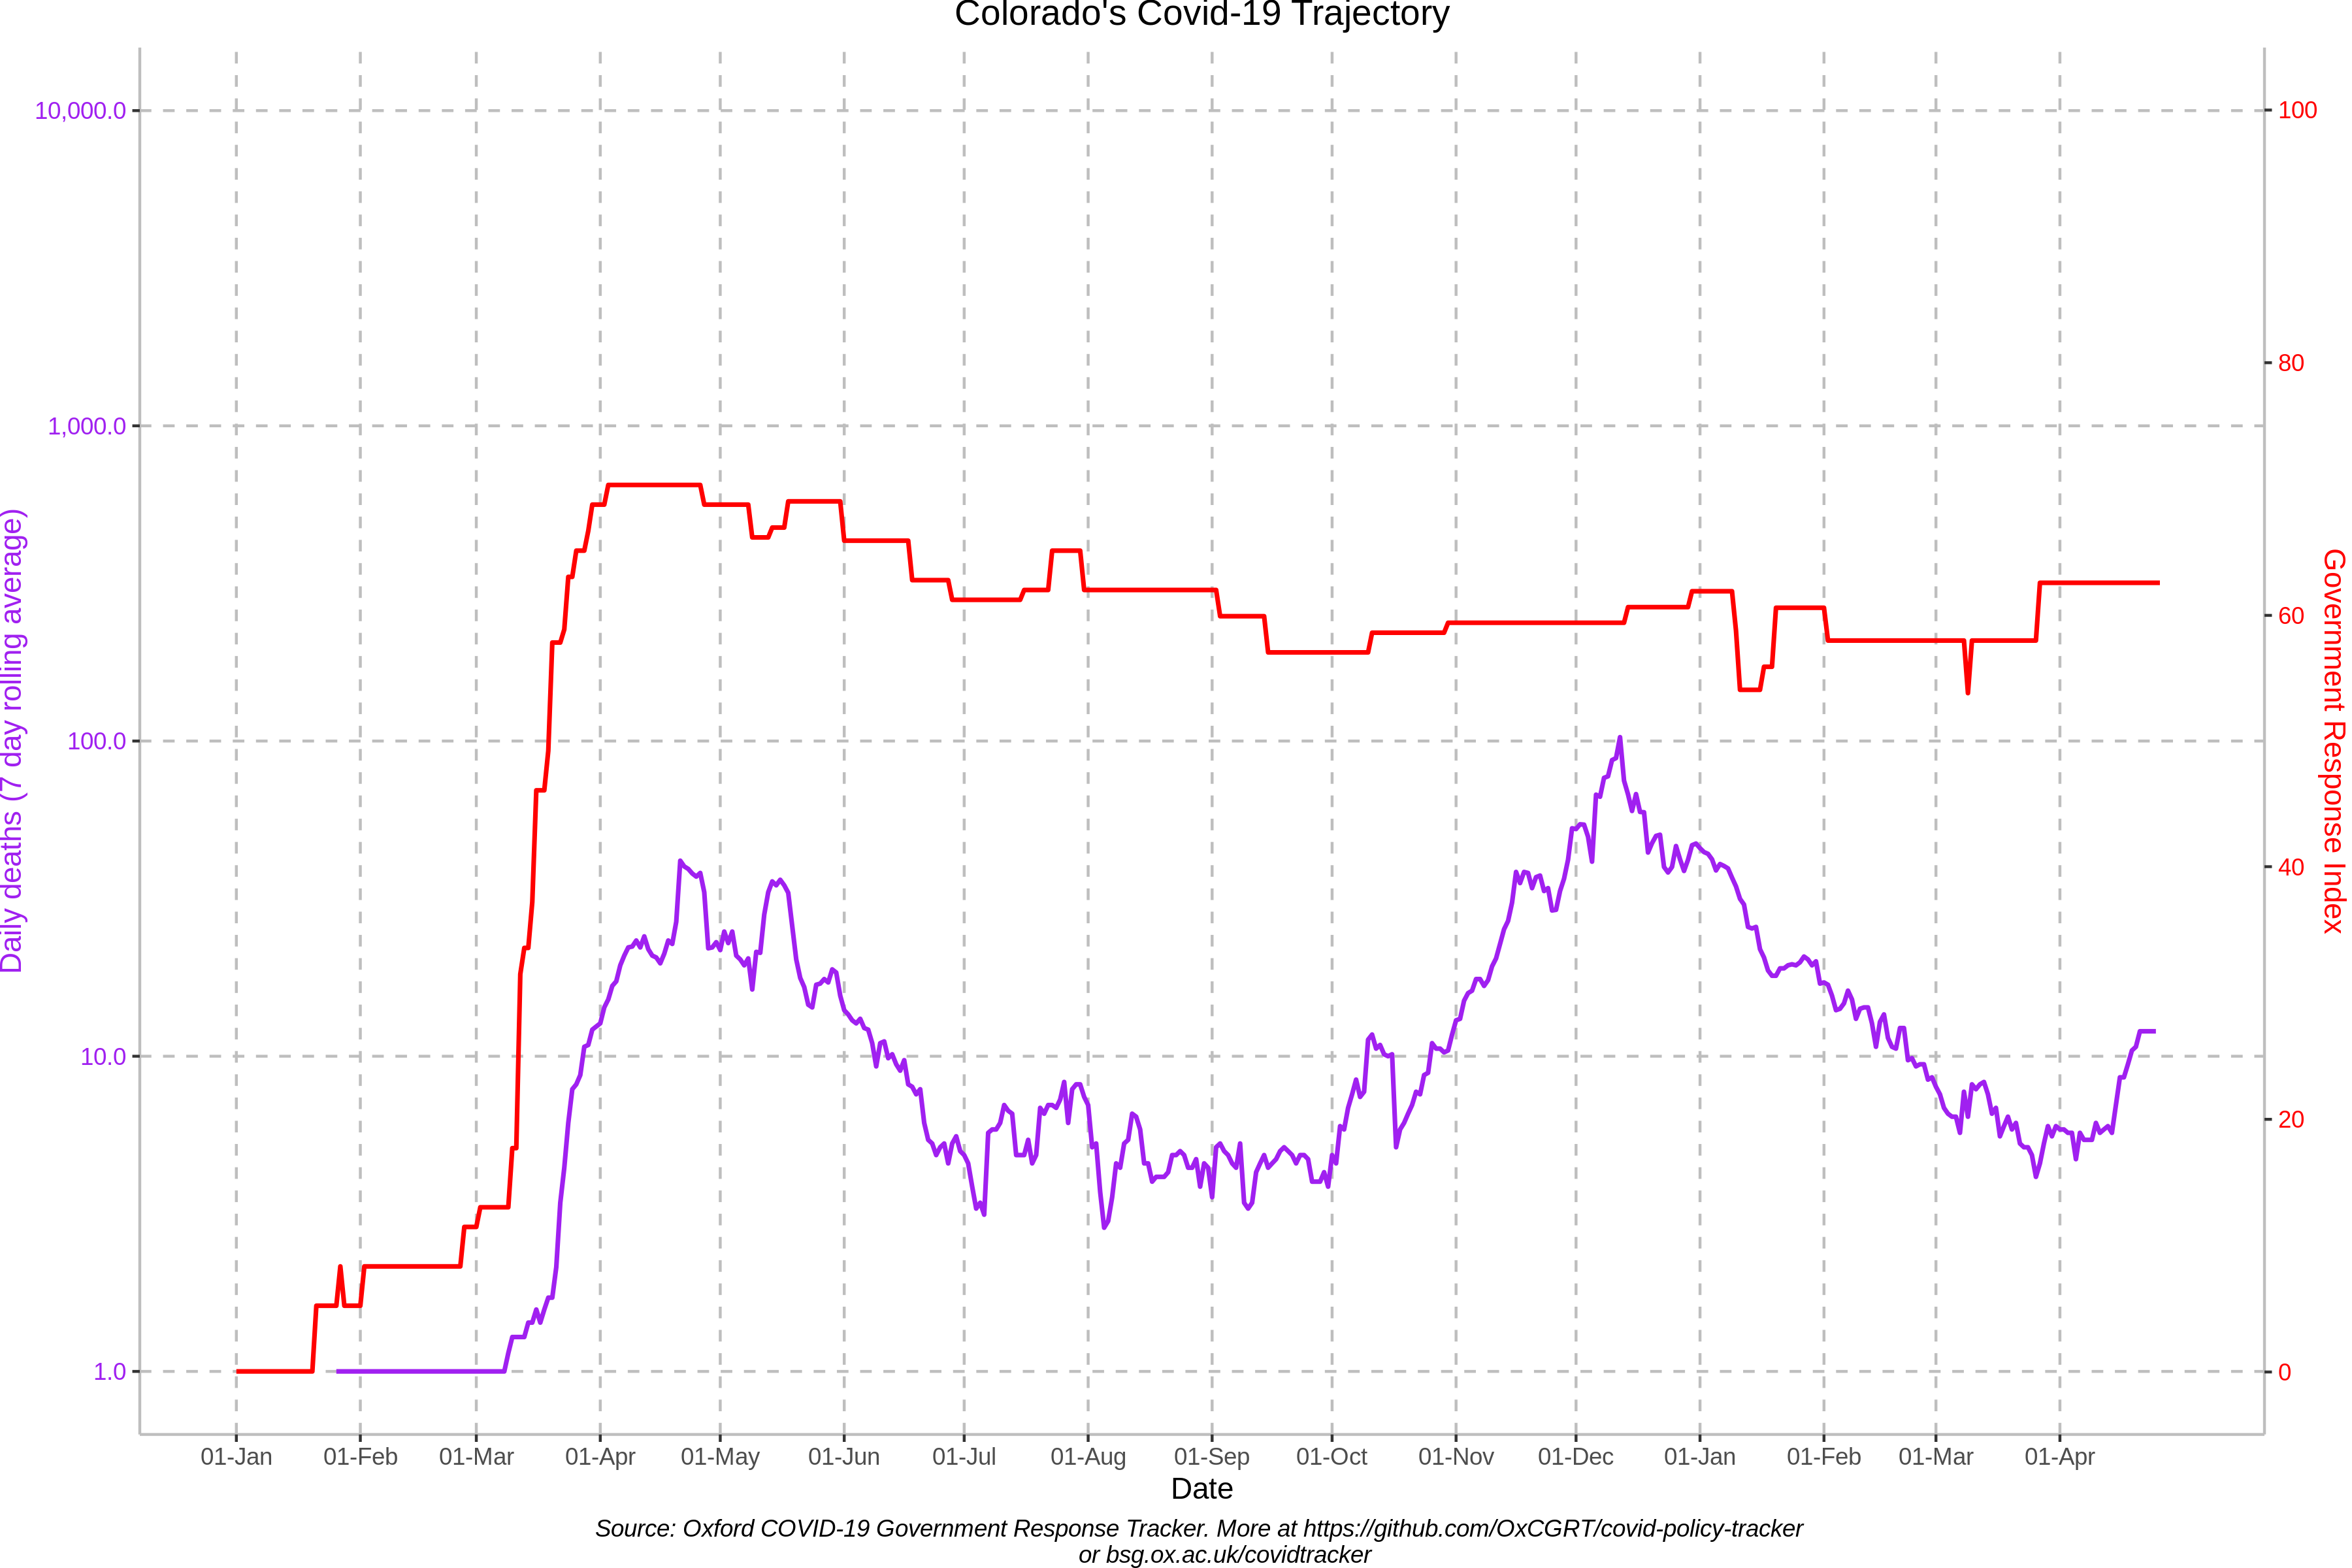 Colorado's Covid-19 Trajectory
10,000.0
1,000.0
100.0
10.0
1.0
Daily deaths (7 day rolling average)
100
80
60
40
20
0
Government Response Index
01-Jan 01-Feb 01-Mar 01-Apr 01-May 01-Jun 01-Jul 01-Aug 01-Sep 01-Oct 01-Nov 01-Dec 01-Jan 01-Feb 01-Mar 01-Apr
Date
Source: Oxford COVID-19 Government Response Tracker. More at https://github.com/OxCGRT/covid-policy-tracker
or bsg.ox.ac.uk/covidtracker